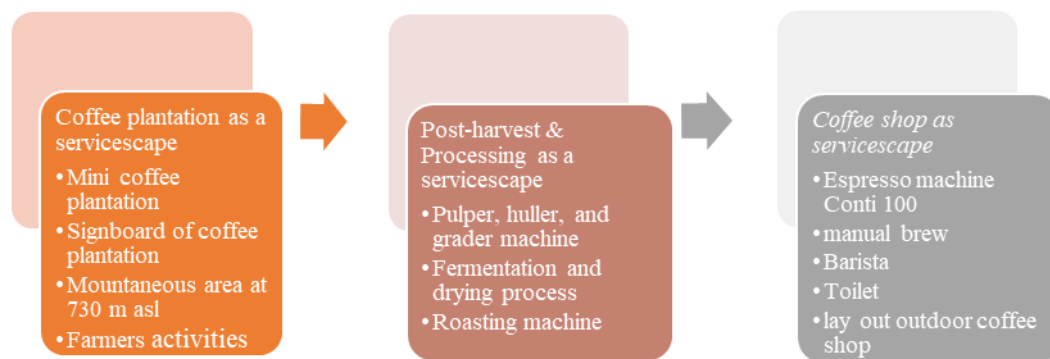 Coffee plantation as a
servicescape
• Mini coffee
plantation
• Signboard of coffee
plantation
• Mountaneous area at
730 m asl
• Farmers activities
Post-harvest &
Processing as a
servicescape
• Pulper, huller, and
grader machine
• Fermentation and
drying process
• Roasting machine
Coffee shop as
servicescape
• Espresso machine
Conti 100
• manual brew
• Barista
• Toilet
• lay out outdoor coffee
shop